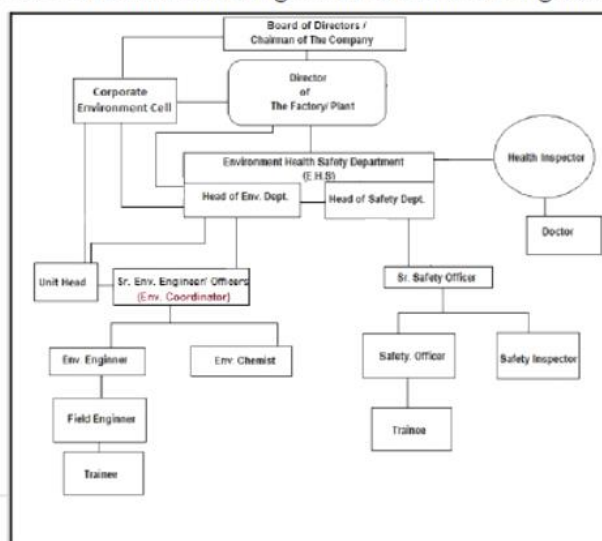 Board of Directors /
Chairman of The Company
Corporate
Environment Cell
Director
of
The Factory/ Plant
Environment Health Safety Department
(E.H.S)
Health Inspector
Head of Env. Dept.
Head of Safety Dept.
Doctor
Unit Head
Sr. Env. Engineer/ Officers
(Env. Coordinator)
Sr. Safety Officer
Env. Enginner
Env. Chemist
Safety. Officer
Safety Inspector
Field Enginner
Trainee
Trainee